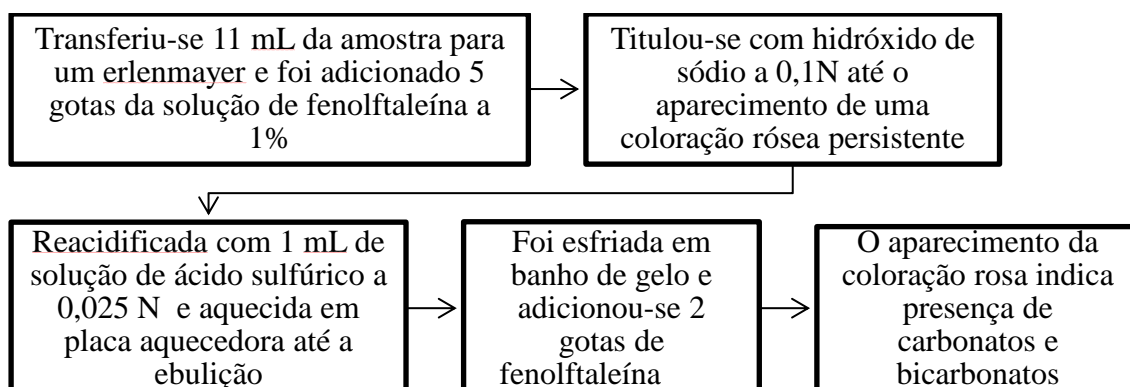 Transferiu-se 11 mL da amostra para
um erlenmayer e foi adicionado 5
gotas da solução de fenolftaleína a
1%
Titulou-se com hidróxido de
sódio a 0,1N até o
aparecimento de uma
coloração rósea persistente
Reacidificada com 1 mL de
solução de ácido sulfúrico a
0,025 N e aquecida em
placa aquecedora até a
ebulição
Foi esfriada em
banho de gelo e
adicionou-se 2
gotas de
fenolftaleína
O aparecimento da
coloração rosa indica
presença de
carbonatos e
bicarbonatos